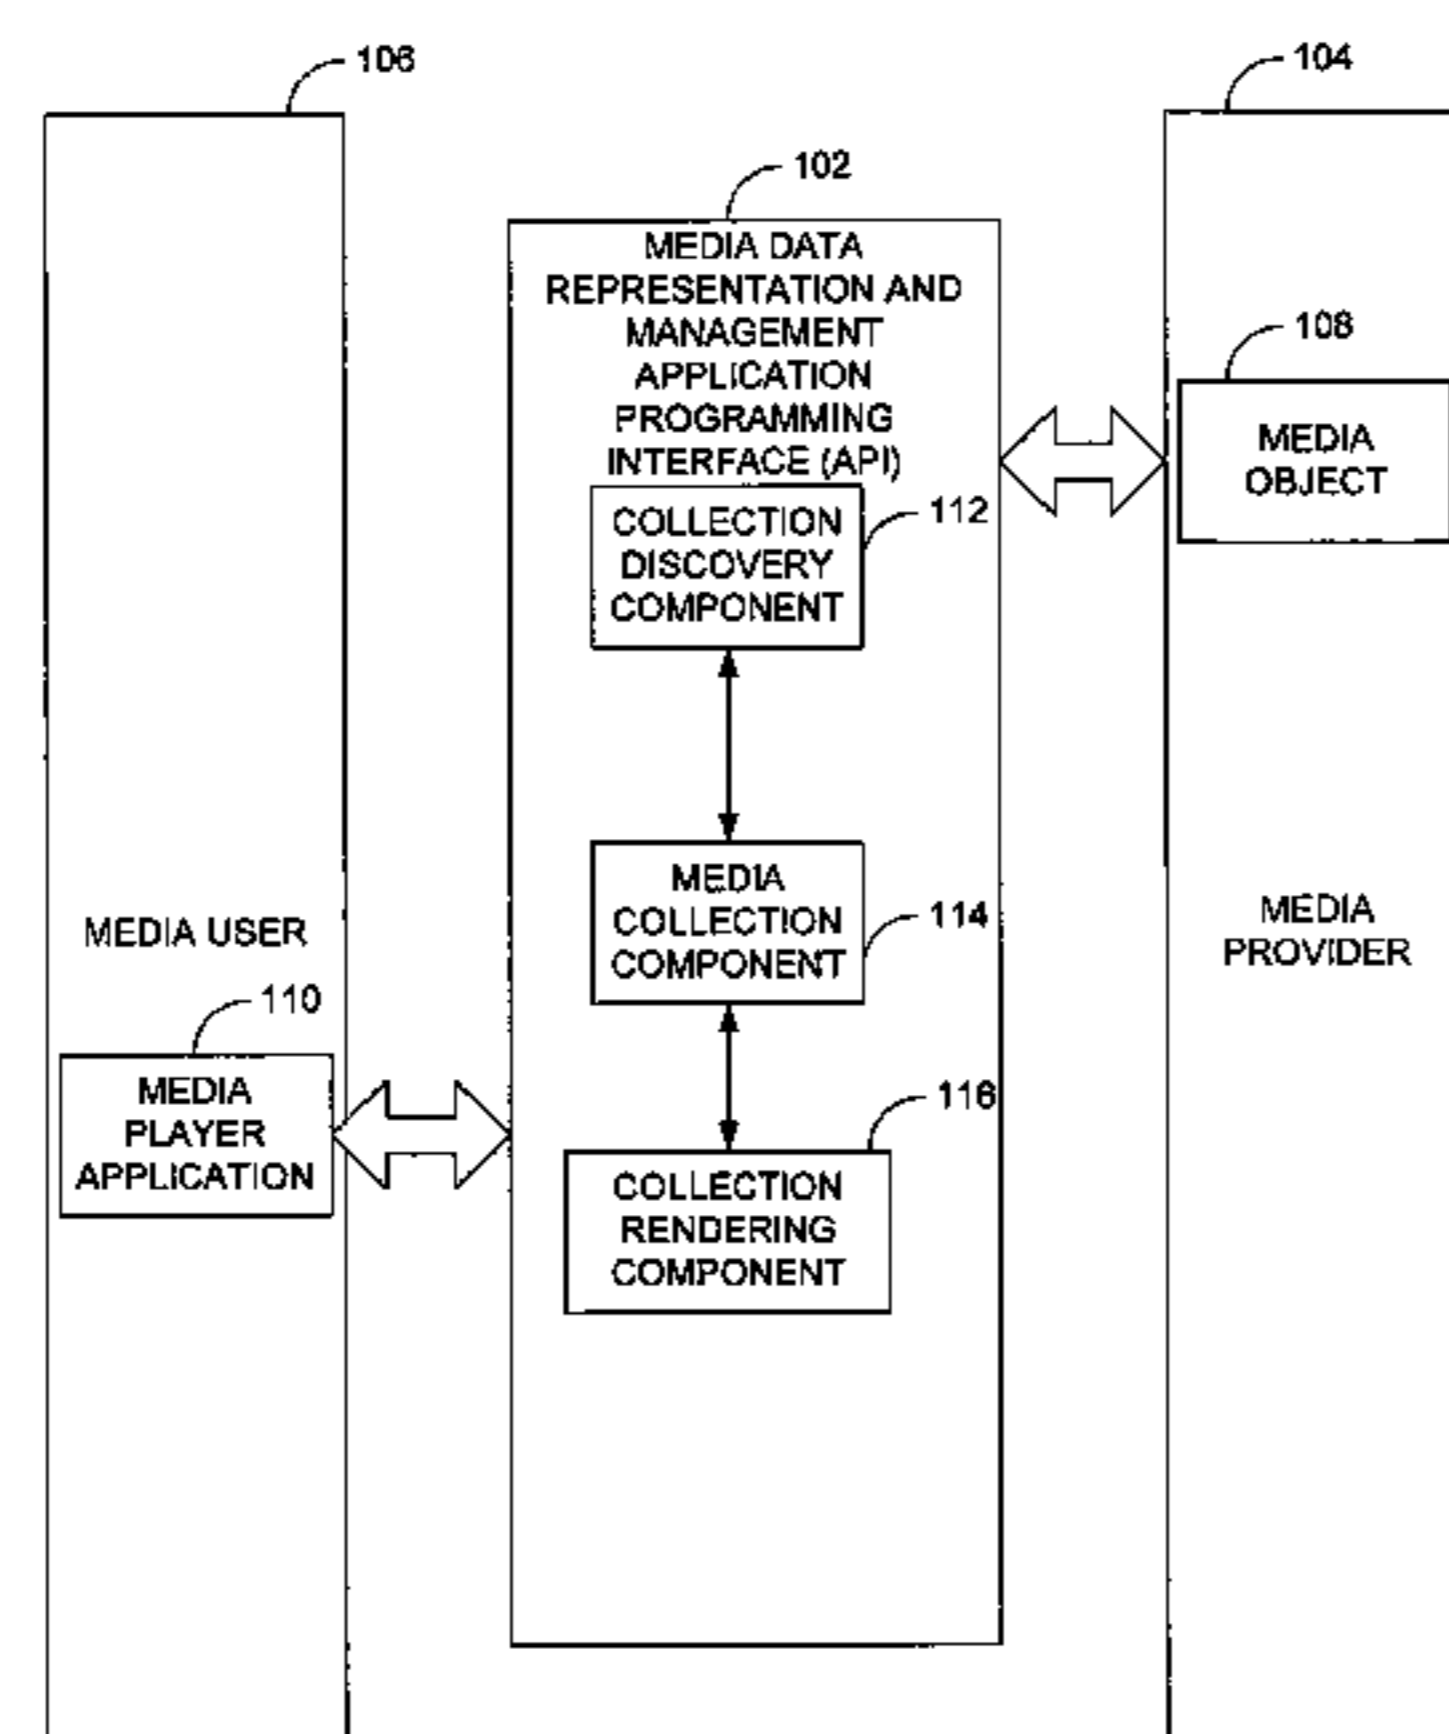 106
104
102
MEDIA DATA
REPRESENTATION AND
MANAGEMENT
APPLICATION
PROGRAMMING
INTERFACE (API)
108
MEDIA
OBJECT
112
COLLECTION
DISCOVERY
COMPONENT
MEDIA
COLLECTION
COMPONENT
114
MEDIA USER
MEDIA
PROVIDER
110
MEDIA
PLAYER
APPLICATION
116
COLLECTION
RENDERING
COMPONENT